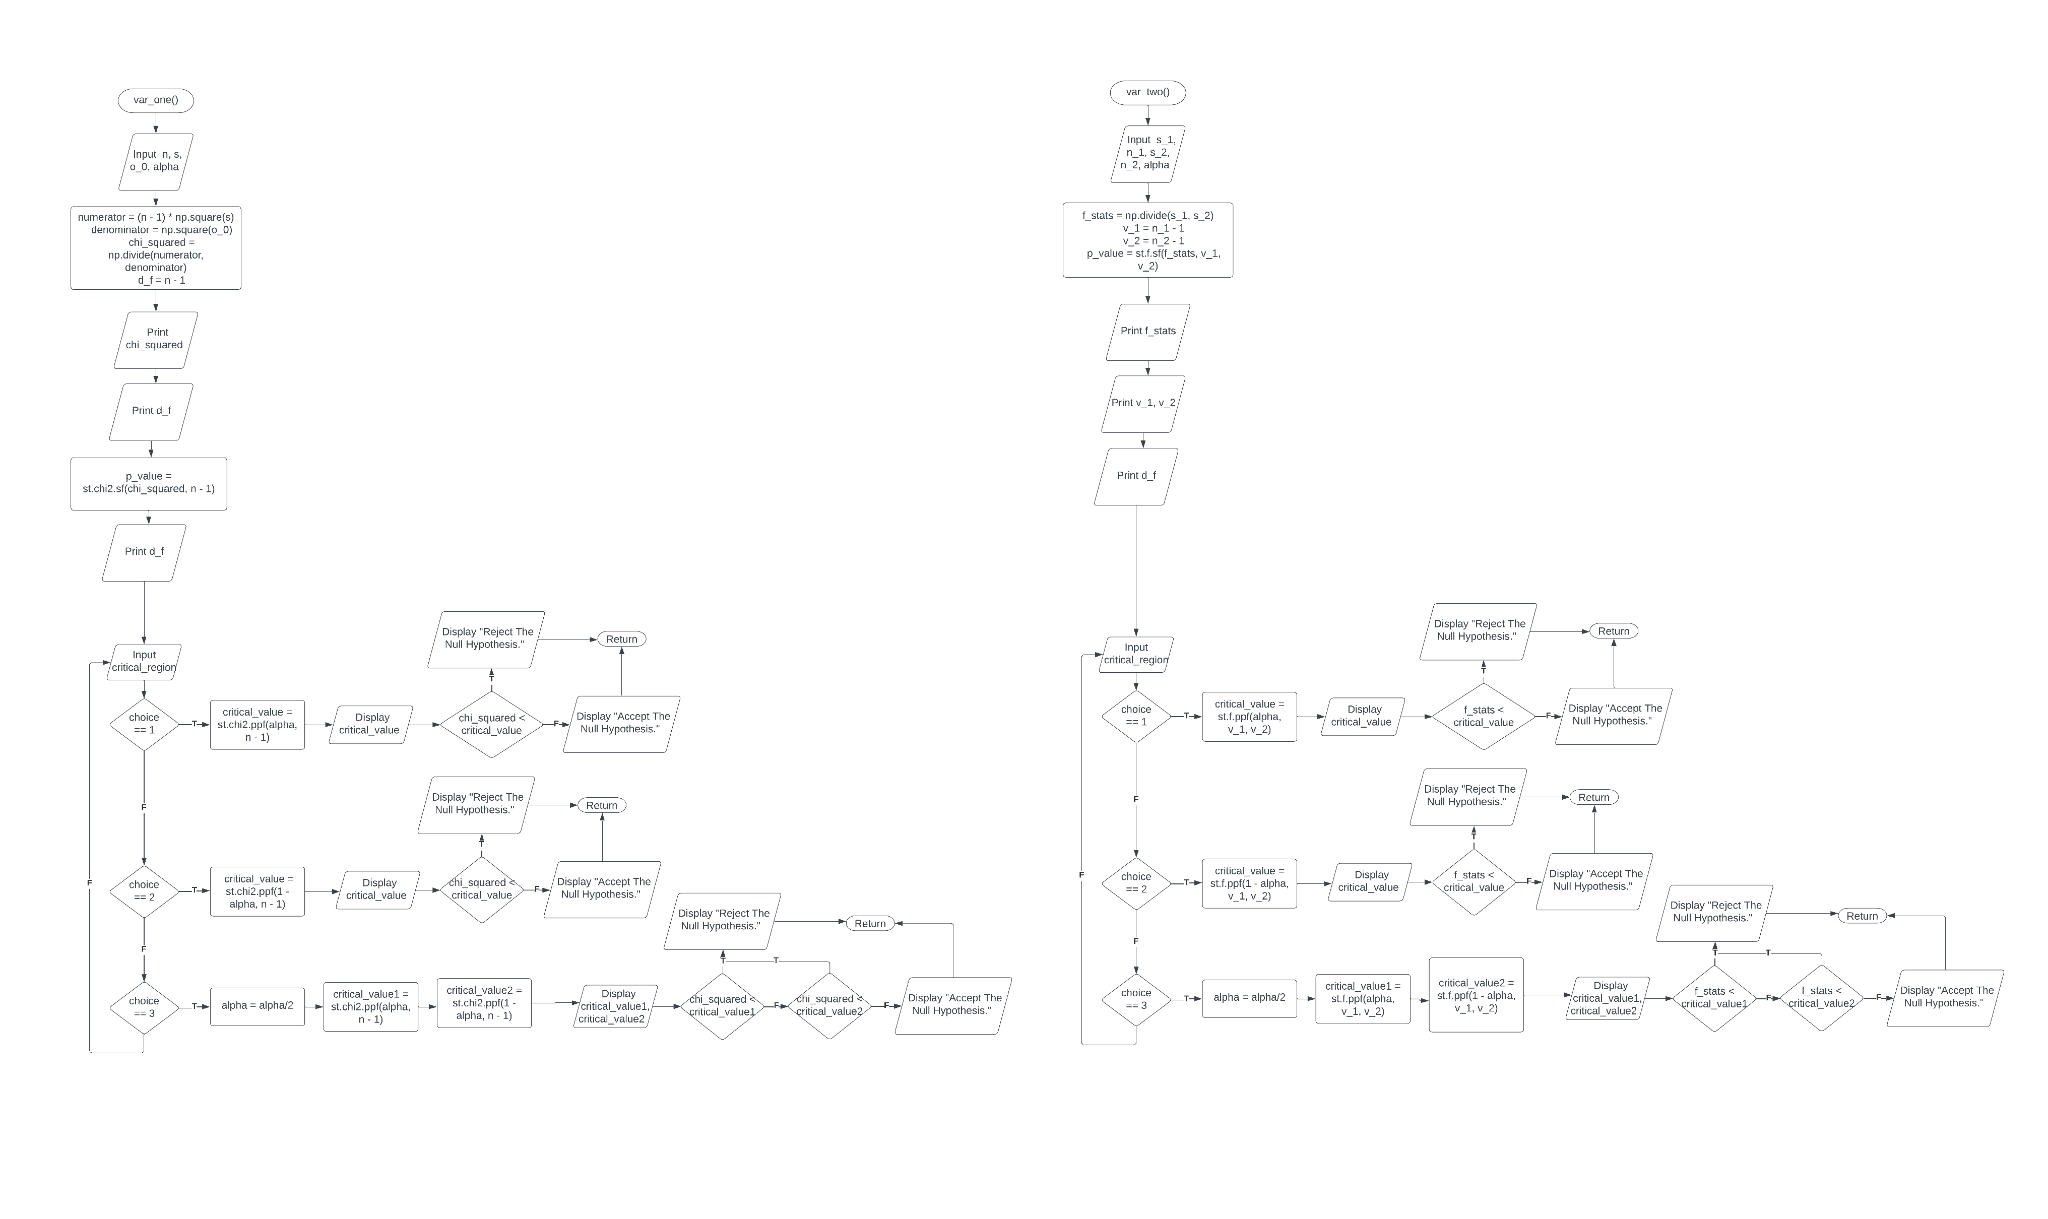 var_one()
Input  n, s,
o_0, alpha
numerator = (n - 1) * np.square(s)
denominator = np.square(o_0)
chi_squared =
np.divide(numerator,
denominator)
d_f = n - 1
Print
chi_squared
Print d_f
p_value =
st.chi2.sf(chi_squared, n - 1)
Print d_f
Input
critical_region
choice
== 1
T
critical_value =
st.chi2.ppf(alpha,
n - 1)
Display
critical_value
chi_squared <
critical_value
T
Display "Reject The
Null Hypothesis."
Return
F
Display "Accept The
Null Hypothesis."
F
choice
== 2
T
critical_value =
st.chi2.ppf(1 -
alpha, n - 1)
Display
critical_value
chi_squared <
critical_value
T
Display "Reject The
Null Hypothesis."
Return
F
Display "Accept The
Null Hypothesis."
F
choice
== 3
T
alpha = alpha/2
critical_value1 =
st.chi2.ppf(alpha,
n - 1)
critical_value2 =
st.chi2.ppf(1 -
alpha, n - 1)
Display
critical_value1,
critical_value2
chi_squared <
critical_value1
T
F
chi_squared <
critical_value2
T
Display "Reject The
Null Hypothesis."
Return
F
Display "Accept The
Null Hypothesis."
F
var_two()
Input  s_1,
n_1, s_2,
n_2, alpha
f_stats = np.divide(s_1, s_2)
v_1 = n_1 - 1
v_2 = n_2 - 1
p_value = st.f.sf(f_stats, v_1,
v_2)
Print f_stats
Print v_1, v_2
Print d_f
Input
critical_region
choice
== 1
T
critical_value =
st.f.ppf(alpha,
v_1, v_2)
Display
critical_value
f_stats <
critical_value
T
Display "Reject The
Null Hypothesis."
Return
F
Display "Accept The
Null Hypothesis."
F
choice
== 2
T
critical_value =
st.f.ppf(1 - alpha,
v_1, v_2)
Display
critical_value
f_stats <
critical_value
T
Display "Reject The
Null Hypothesis."
Return
F
Display "Accept The
Null Hypothesis."
F
choice
== 3
T
alpha = alpha/2
critical_value1 =
st.f.ppf(alpha,
v_1, v_2)
critical_value2 =
st.f.ppf(1 - alpha,
v_1, v_2)
Display
critical_value1,
critical_value2
f_stats <
critical_value1
T
F
f_stats <
critical_value2
T
Display "Reject The
Null Hypothesis."
Return
F
Display "Accept The
Null Hypothesis."
F